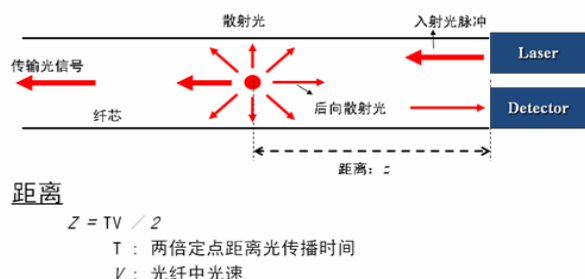 散射光
入射光脉冲
Laser
传输光信号
纤芯
后向散射光
Detector
距离: z
距离
Z = TV / 2
T : 两倍定点距离光传播时间
V : 光纤中光速